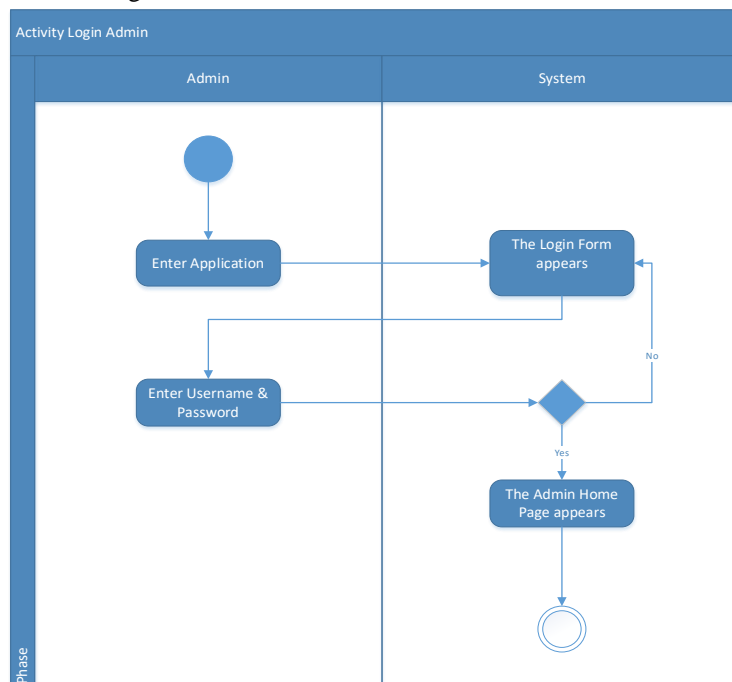 Activity Login Admin
Admin
System
Enter Application
The Login Form
appears
No
Enter Username &
Password
Yes
The Admin Home
Page appears
Phase